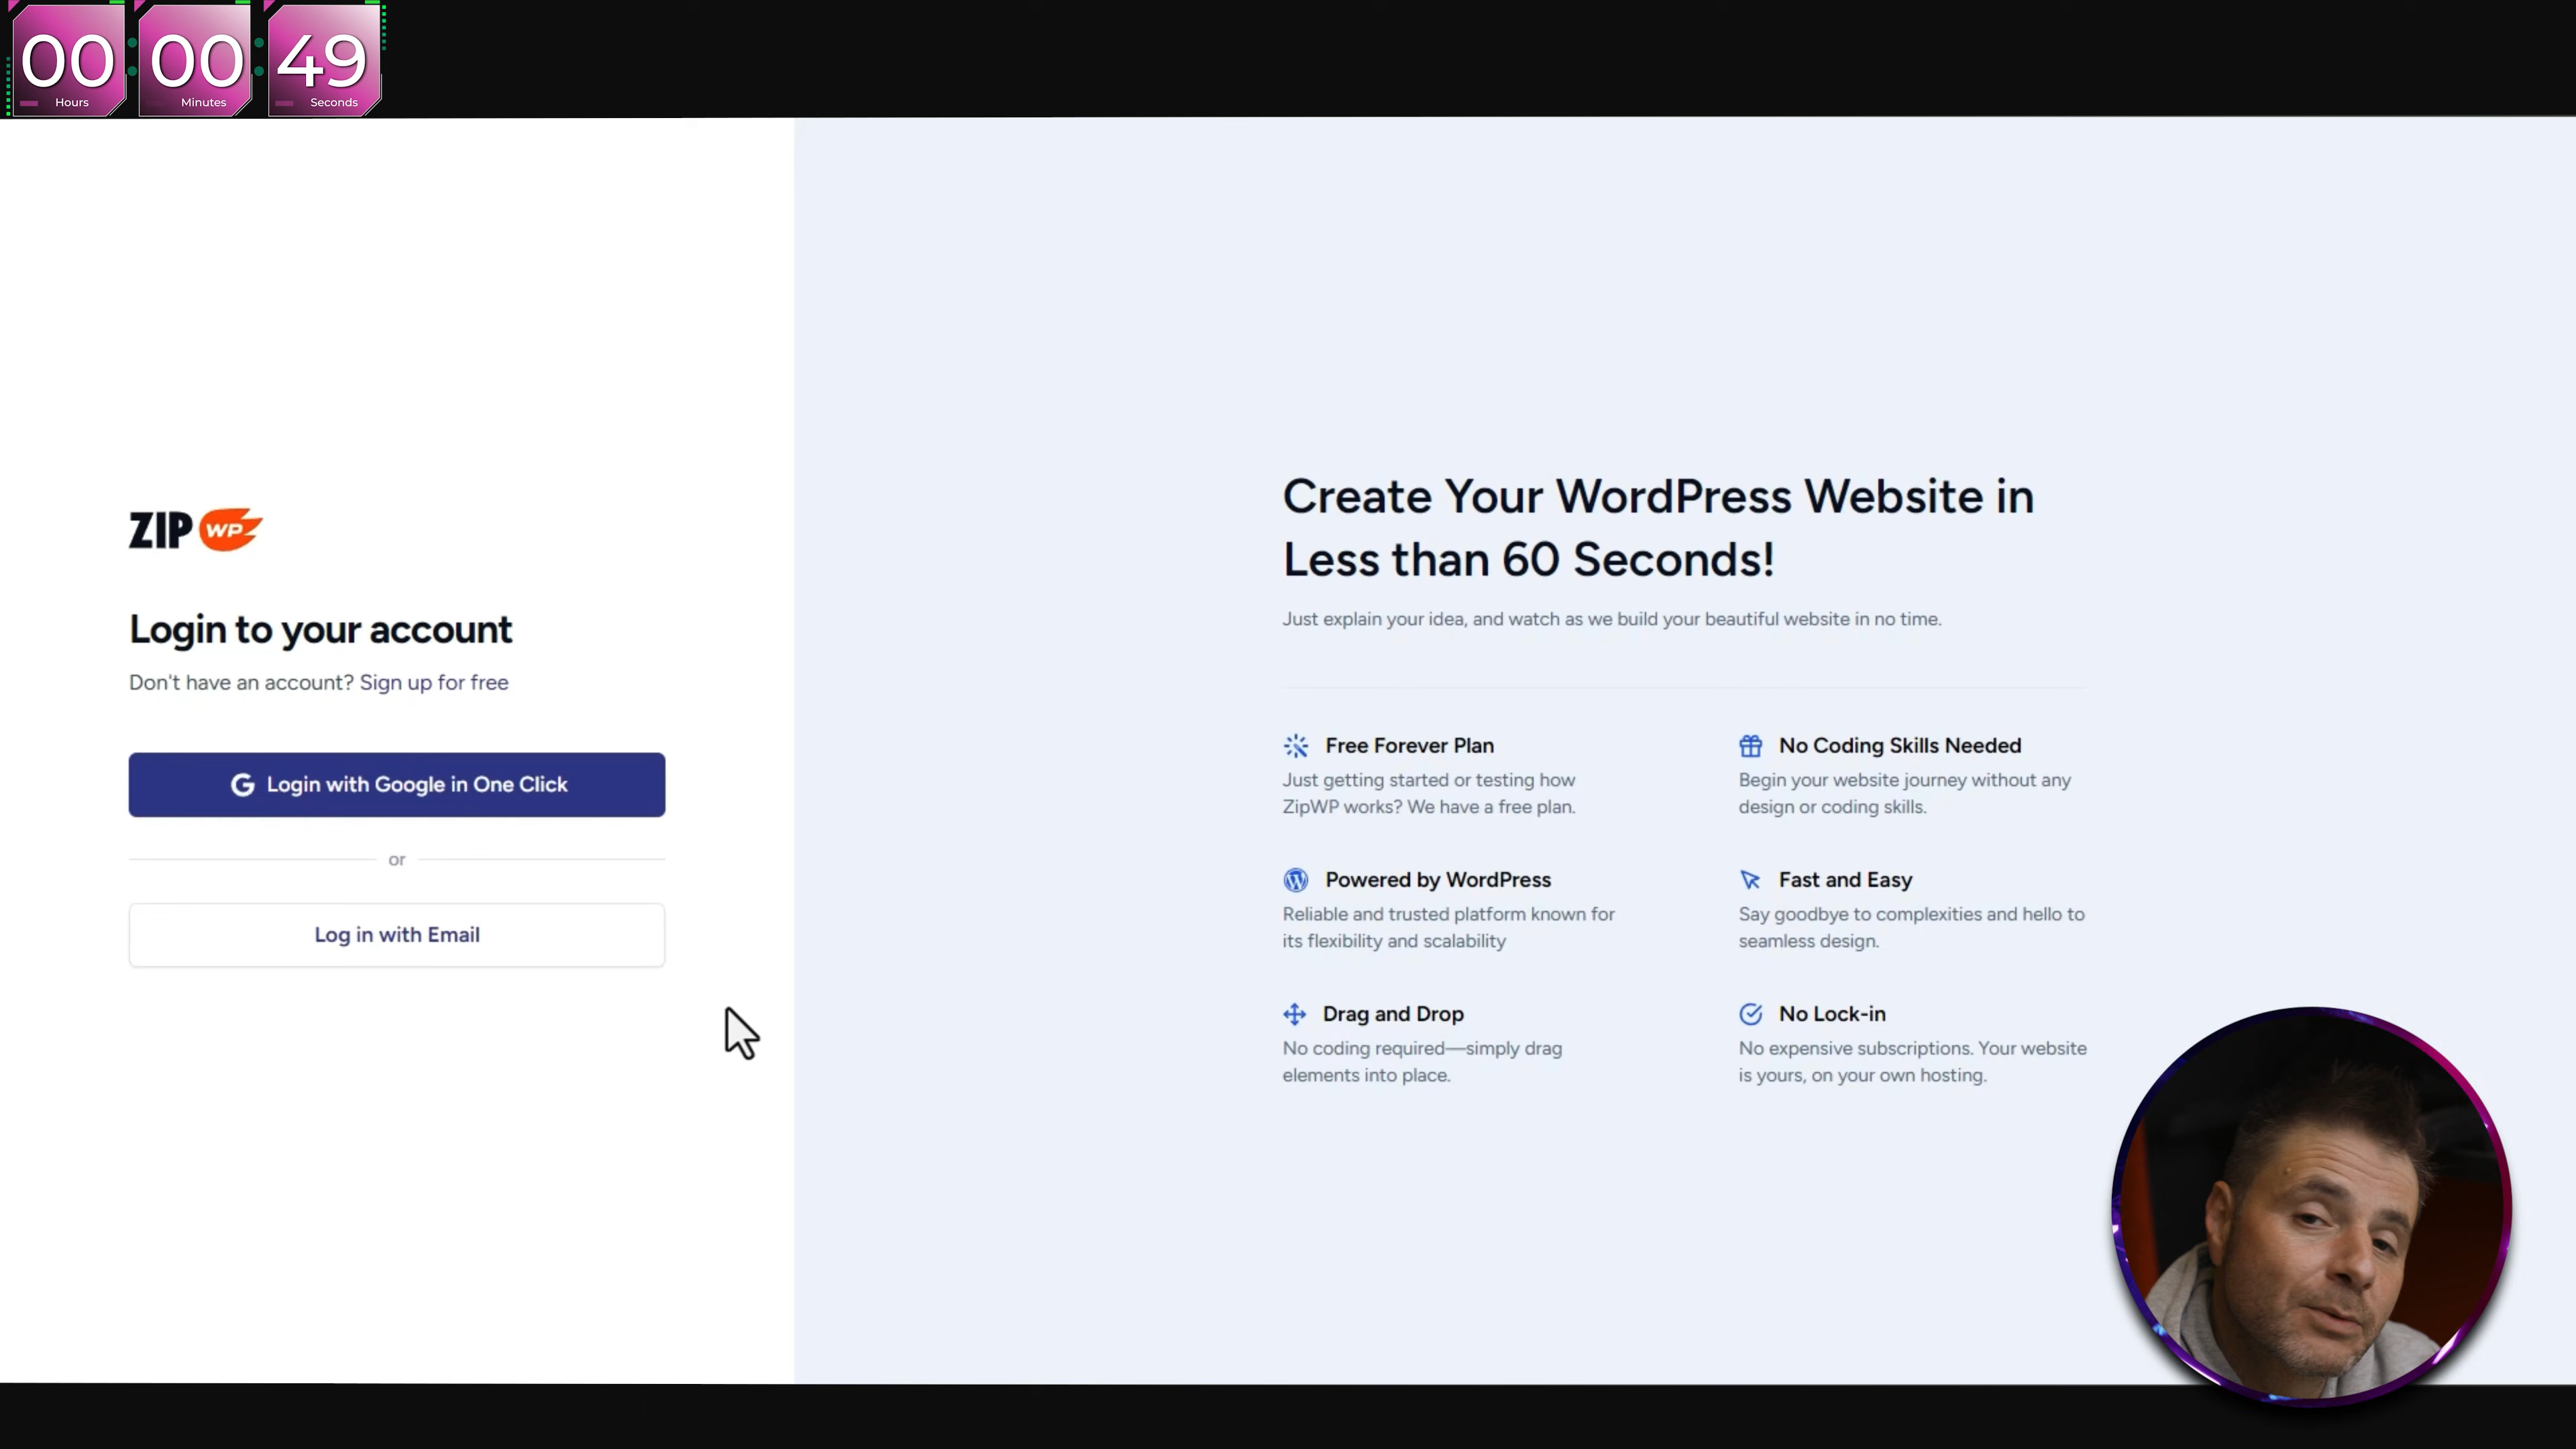 00 00 49
Hours Minutes Seconds
ZIP WP
Login to your account
Don't have an account? Sign up for free
G Login with Google in One Click
or
Log in with Email
Create Your WordPress Website in
Less than 60 Seconds!
Just explain your idea, and watch as we build your beautiful website in no time.
Free Forever Plan
Just getting started or testing how
ZipWP works? We have a free plan.
No Coding Skills Needed
Begin your website journey without any
design or coding skills.
Powered by WordPress
Reliable and trusted platform known for
its flexibility and scalability
Fast and Easy
Say goodbye to complexities and hello to
seamless design.
Drag and Drop
No coding required—simply drag
elements into place.
No Lock-in
No expensive subscriptions. Your website
is yours, on your own hosting.